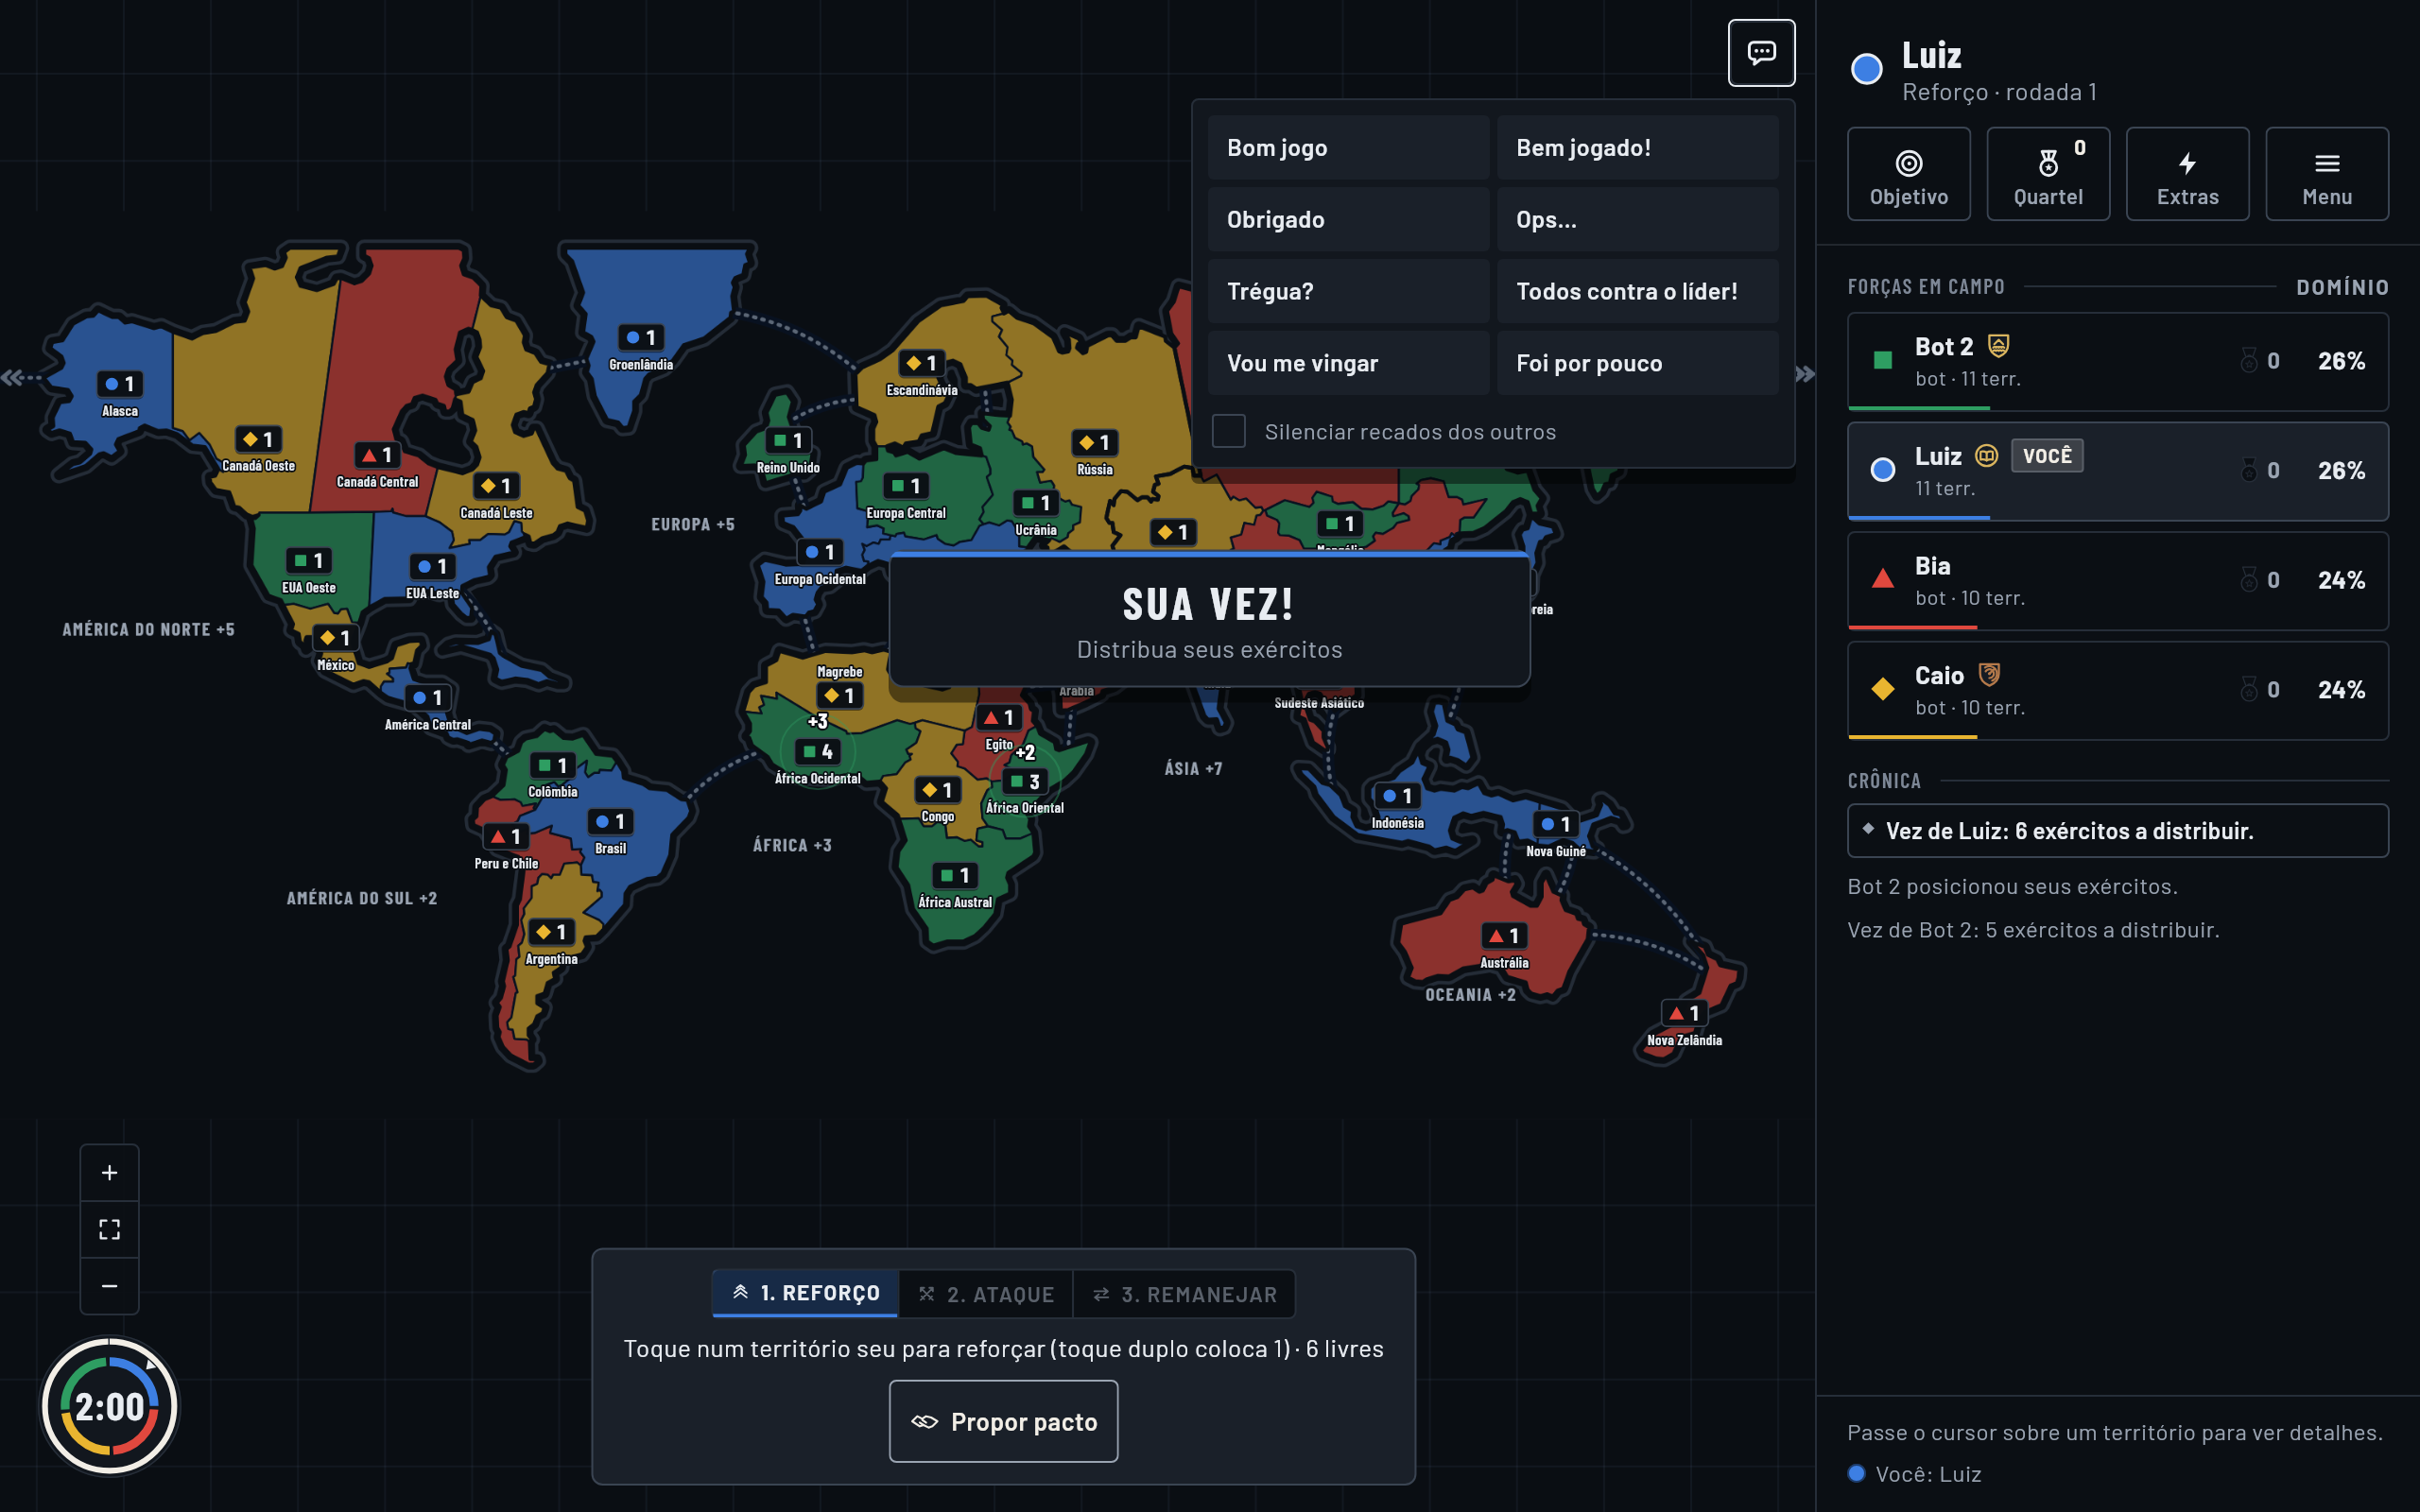 Luiz
Reforço · rodada 1
Objetivo
0
Quartel
Extras
Menu
FORÇAS EM CAMPO
DOMÍNIO
Bot 2
bot · 11 terr.
0
26%
Luiz
VOCÊ
11 terr.
0
26%
Bia
bot · 10 terr.
0
24%
Caio
bot · 10 terr.
0
24%
CRÔNICA
Vez de Luiz: 6 exércitos a distribuir.
Bot 2 posicionou seus exércitos.
Vez de Bot 2: 5 exércitos a distribuir.
Passe o cursor sobre um território para ver detalhes.
Você: Luiz
Bom jogo
Bem jogado!
Obrigado
Ops...
Trégua?
Todos contra o líder!
Vou me vingar
Foi por pouco
Silenciar recados dos outros
1
Alasca
1
Canadá Oeste
1
Canadá Central
1
Canadá Leste
1
Groenlândia
1
EUA Oeste
1
EUA Leste
1
México
1
América Central
AMÉRICA DO NORTE +5
1
Colômbia
1
Peru e Chile
1
Brasil
1
Argentina
AMÉRICA DO SUL +2
EUROPA +5
1
Escandinávia
1
Reino Unido
1
Europa Central
1
Ucrânia
1
Rússia
1
Europa Ocidental
1
1
SUA VEZ!
Distribua seus exércitos
Magrebe
1
+3
4
África Ocidental
1
Egito
+2
3
África Oriental
1
Congo
1
África Austral
ÁFRICA +3
Arábia
Sudeste Asiático
ÁSIA +7
1
Indonésia
1
Nova Guiné
1
Austrália
OCEANIA +2
1
Nova Zelândia
2:00
1. REFORÇO
2. ATAQUE
3. REMANEJAR
Toque num território seu para reforçar (toque duplo coloca 1) · 6 livres
Propor pacto